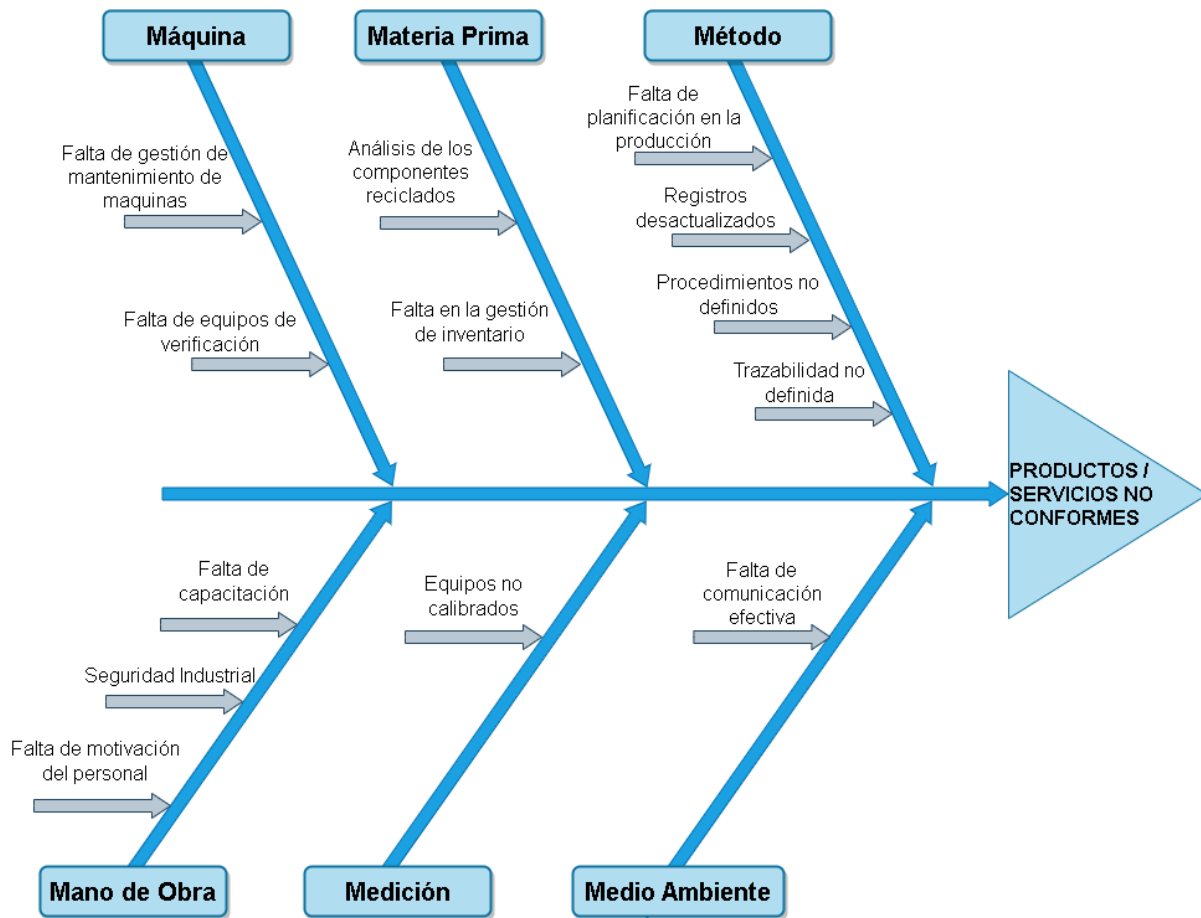 Máquina
Materia Prima
Método
Falta de gestión de
mantenimiento de
maquinas
Falta de equipos de
verificación
Análisis de los
componentes
reciclados
Falta en la gestión
de inventario
Falta de
planificación en la
producción
Registros
desactualizados
Procedimientos no
definidos
Trazabilidad no
definida
PRODUCTOS /
SERVICIOS NO
CONFORMES
Falta de
capacitación
Seguridad Industrial
Falta de motivación
del personal
Equipos no
calibrados
Falta de
comunicación
efectiva
Mano de Obra
Medición
Medio Ambiente